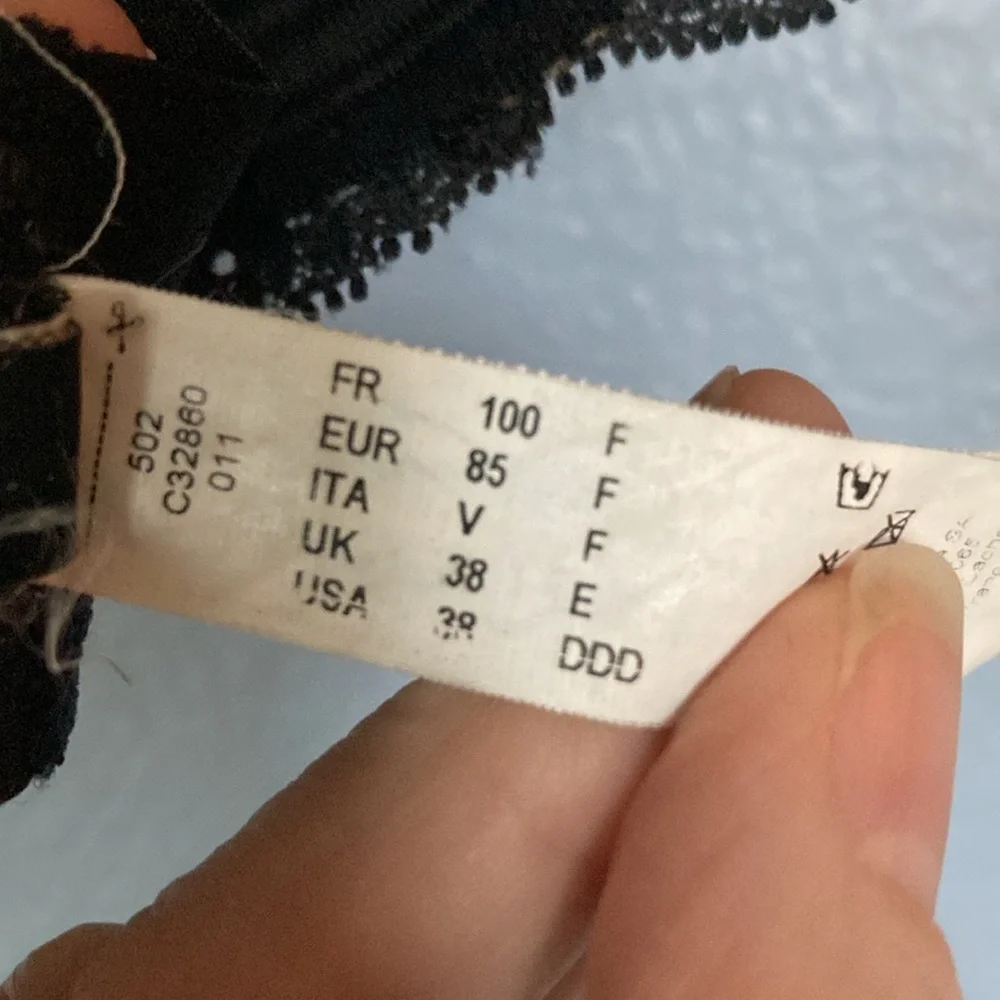 502
C32860
011
FR 100 F
EUR 85 F
ITA V F
UK 38 E
USA 38 DDD